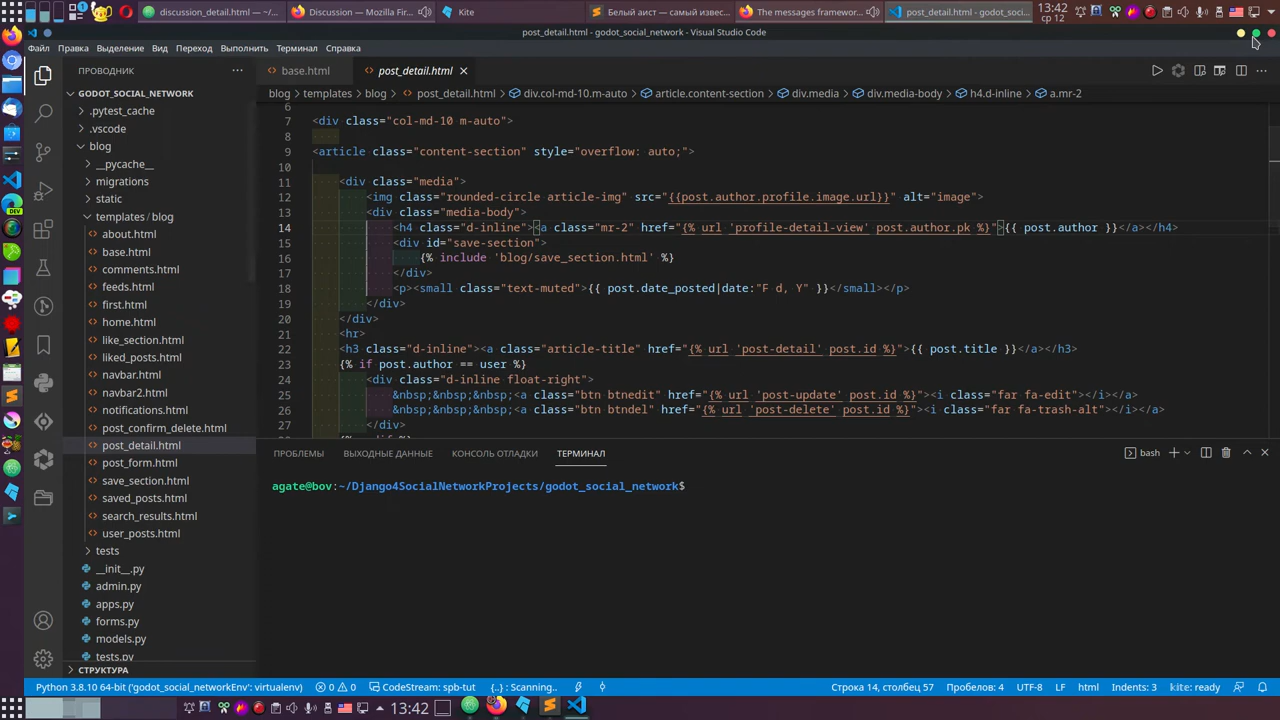 discussion_detail.html — ~/...
Discussion — Mozilla Fir...
Kite
Белый аист — самый извес...
The messages framewor...
post_detail.html - godot_soci...
13:42
ср 12
post_detail.html - godot_social_network - Visual Studio Code
Файл Правка Выделение Вид Переход Выполнить Терминал Справка
ПРОВОДНИК
base.html
post_detail.html
GODOT_SOCIAL_NETWORK
blog > templates > blog > post_detail.html > div.col-md-10.m-auto > article.content-section > div.media > div.media-body > h4.d-inline > a.mr-2
.pytest_cache
.vscode
blog
__pycache__
migrations
static
templates/blog
about.html
base.html
comments.html
feeds.html
first.html
home.html
like_section.html
liked_posts.html
navbar.html
navbar2.html
notifications.html
post_confirm_delete.html
post_detail.html
post_form.html
save_section.html
saved_posts.html
search_results.html
user_posts.html
tests
__init__.py
admin.py
apps.py
forms.py
models.py
tests.py
СТРУКТУРА
6
7 <div class="col-md-10 m-auto">
8
9 <article class="content-section" style="overflow: auto;">
10
11 <div class="media">
12 <img class="rounded-circle article-img" src="{{post.author.profile.image.url}}" alt="image">
13 <div class="media-body">
14 <h4 class="d-inline"><a class="mr-2" href="{% url 'profile-detail-view' post.author.pk %}">{{ post.author }}</a></h4>
15 <div id="save-section">
16 {% include 'blog/save_section.html' %}
17 </div>
18 <p><small class="text-muted">{{ post.date_posted|date:"F d, Y" }}</small></p>
19 </div>
20 </div>
21 <hr>
22 <h3 class="d-inline"><a class="article-title" href="{% url 'post-detail' post.id %}">{{ post.title }}</a></h3>
23 {% if post.author == user %}
24 <div class="d-inline float-right">
25 &nbsp;&nbsp;&nbsp;<a class="btn btnedit" href="{% url 'post-update' post.id %}"><i class="far fa-edit"></i></a>
26 &nbsp;&nbsp;&nbsp;<a class="btn btndel" href="{% url 'post-delete' post.id %}"><i class="far fa-trash-alt"></i></a>
27 </div>
ПРОБЛЕМЫ ВЫХОДНЫЕ ДАННЫЕ КОНСОЛЬ ОТЛАДКИ ТЕРМИНАЛ
bash
agate@bov:~/Django4SocialNetworkProjects/godot_social_network$
Python 3.8.10 64-bit ('godot_social_networkEnv': virtualenv) 0 0 CodeStream: spb-tut {..} : Scanning..
Строка 14, столбец 57 Пробелов: 4 UTF-8 LF html Indents: 3 kite: ready
13:42